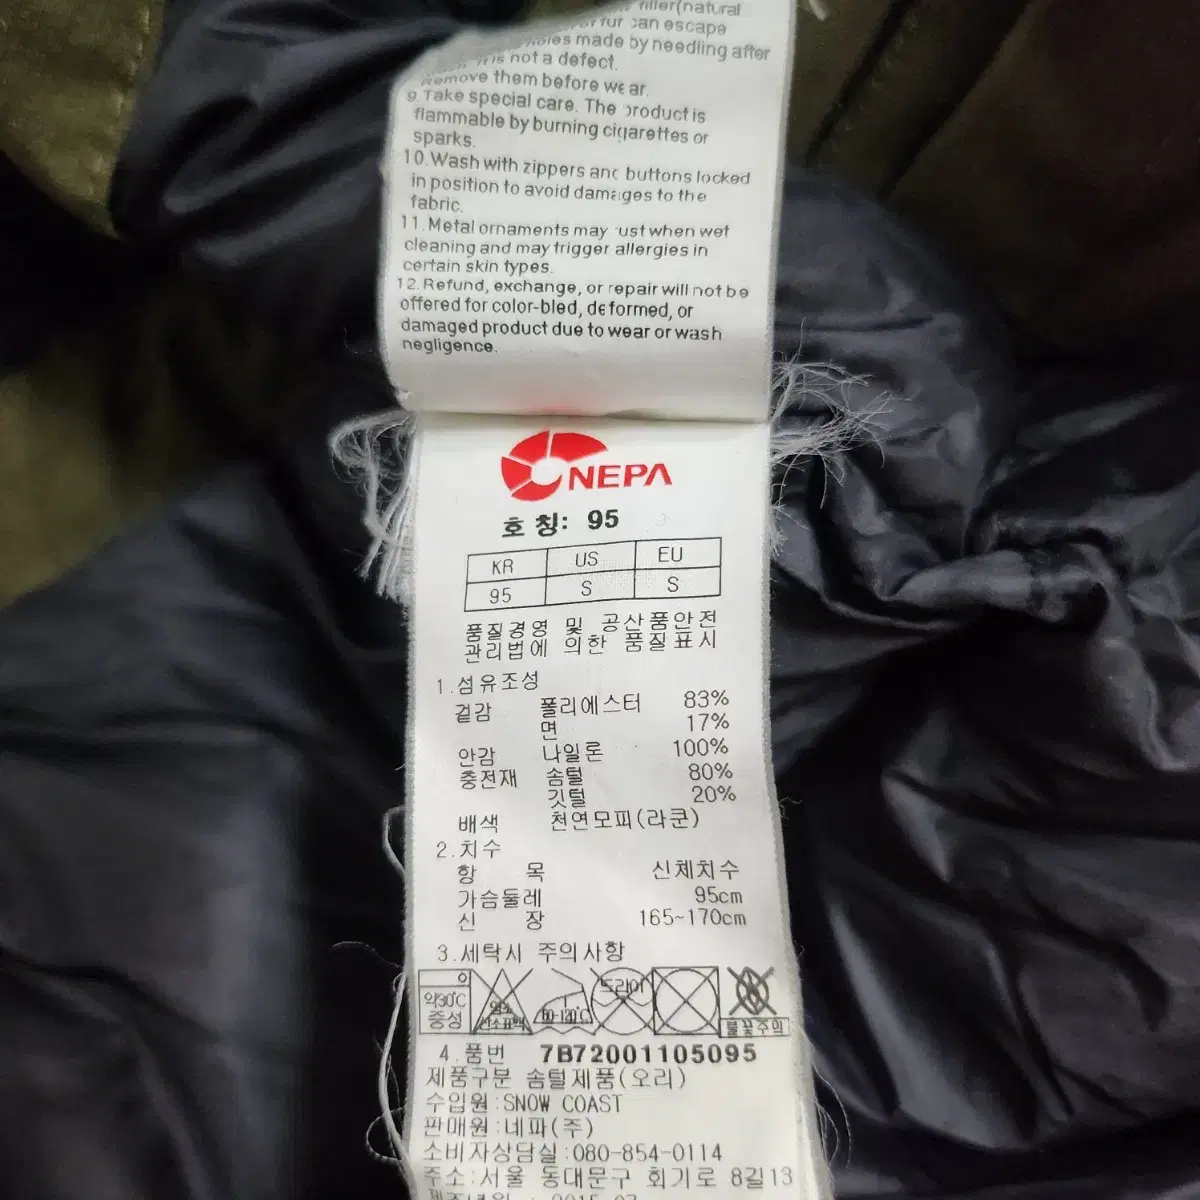 filler(natural
fur can escape
holes made by needling after
is not a defect.
Remove them before wear.
9.Take special care. The product is
flammable by burning cigarettes or
sparks.
10.Wash with zippers and buttons locked
in position to avoid damages to the
fabric.
11.Metal ornaments may rust when wet
cleaning and may trigger allergies in
certain skin types.
12.Refund, exchange, or repair will not be
offered for color-bled, deformed, or
damaged product due to wear or wash
negligence.
NEPA
호 칭: 95
KR US EU
95 S S
품질경영 및 공산품안전
관리법에 의한 품질표시
1.섬유조성
겉감 폴리에스터 83%
면 17%
안감 나일론 100%
충전재 솜털 80%
깃털 20%
배색 천연모피(라쿤)
2.치수
항 목 신체치수
가슴둘레 95cm
신 장 165~170cm
3.세탁시 주의사항
약30℃ 드라이
중성 80-120℃ 불꽃주의
4.품번 7B72001105095
제품구분 솜털제품(오리)
수입원:SNOW COAST
판매원:네파(주)
소비자상담실:080-854-0114
주소:서울 동대문구 회기로 8길13
제조년월 :2015.07